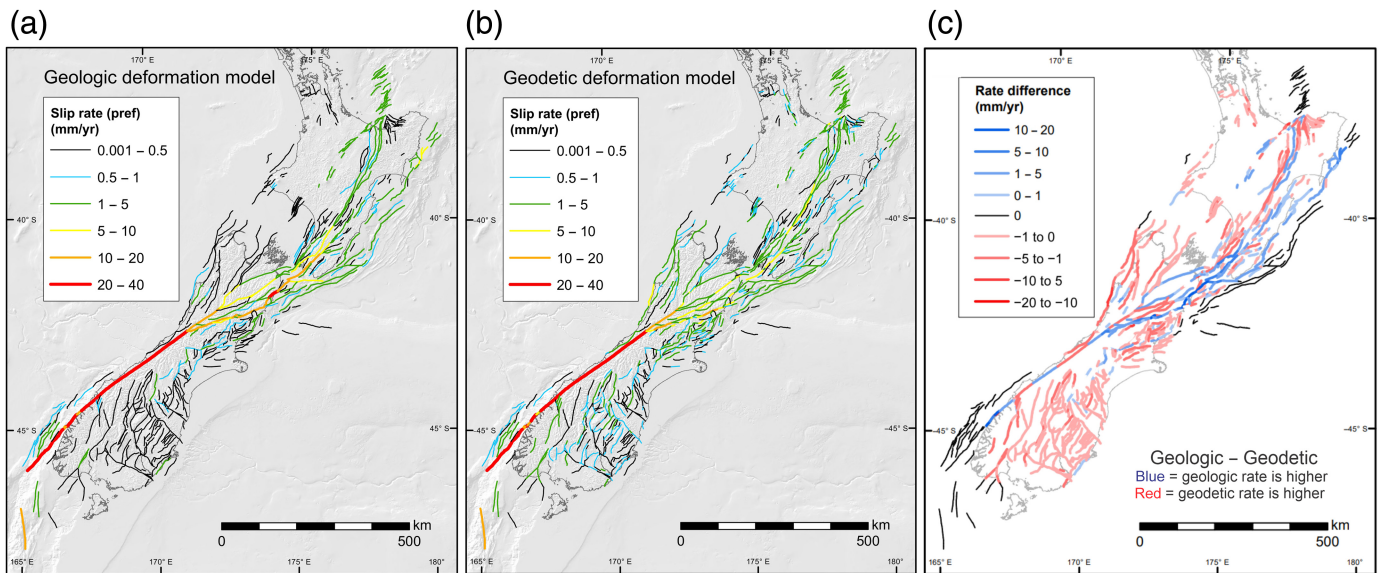 (a)
170° E
175° E
Geologic deformation model
Slip rate (pref)
(mm/yr)
0.001 – 0.5
0.5 – 1
1 – 5
5 – 10
10 – 20
20 – 40
40° S
45° S
km
0
500
165° E
170° E
175° E
180°
(b)
170° E
175° E
Geodetic deformation model
Slip rate (pref)
(mm/yr)
0.001 – 0.5
0.5 – 1
1 – 5
5 – 10
10 – 20
20 – 40
−40° S
−40° S
−45° S
−45° S
km
0
500
165° E
170° E
175° E
180°
(c)
170° E
175° E
Rate difference
(mm/yr)
10 – 20
5 – 10
1 – 5
0 – 1
0
−1 to 0
−5 to −1
−10 to 5
−20 to −10
−40° S
−40° S
−45° S
−45° S
Geologic – Geodetic
Blue = geologic rate is higher
Red = geodetic rate is higher
km
0
500
165° E
170° E
175° E
180°